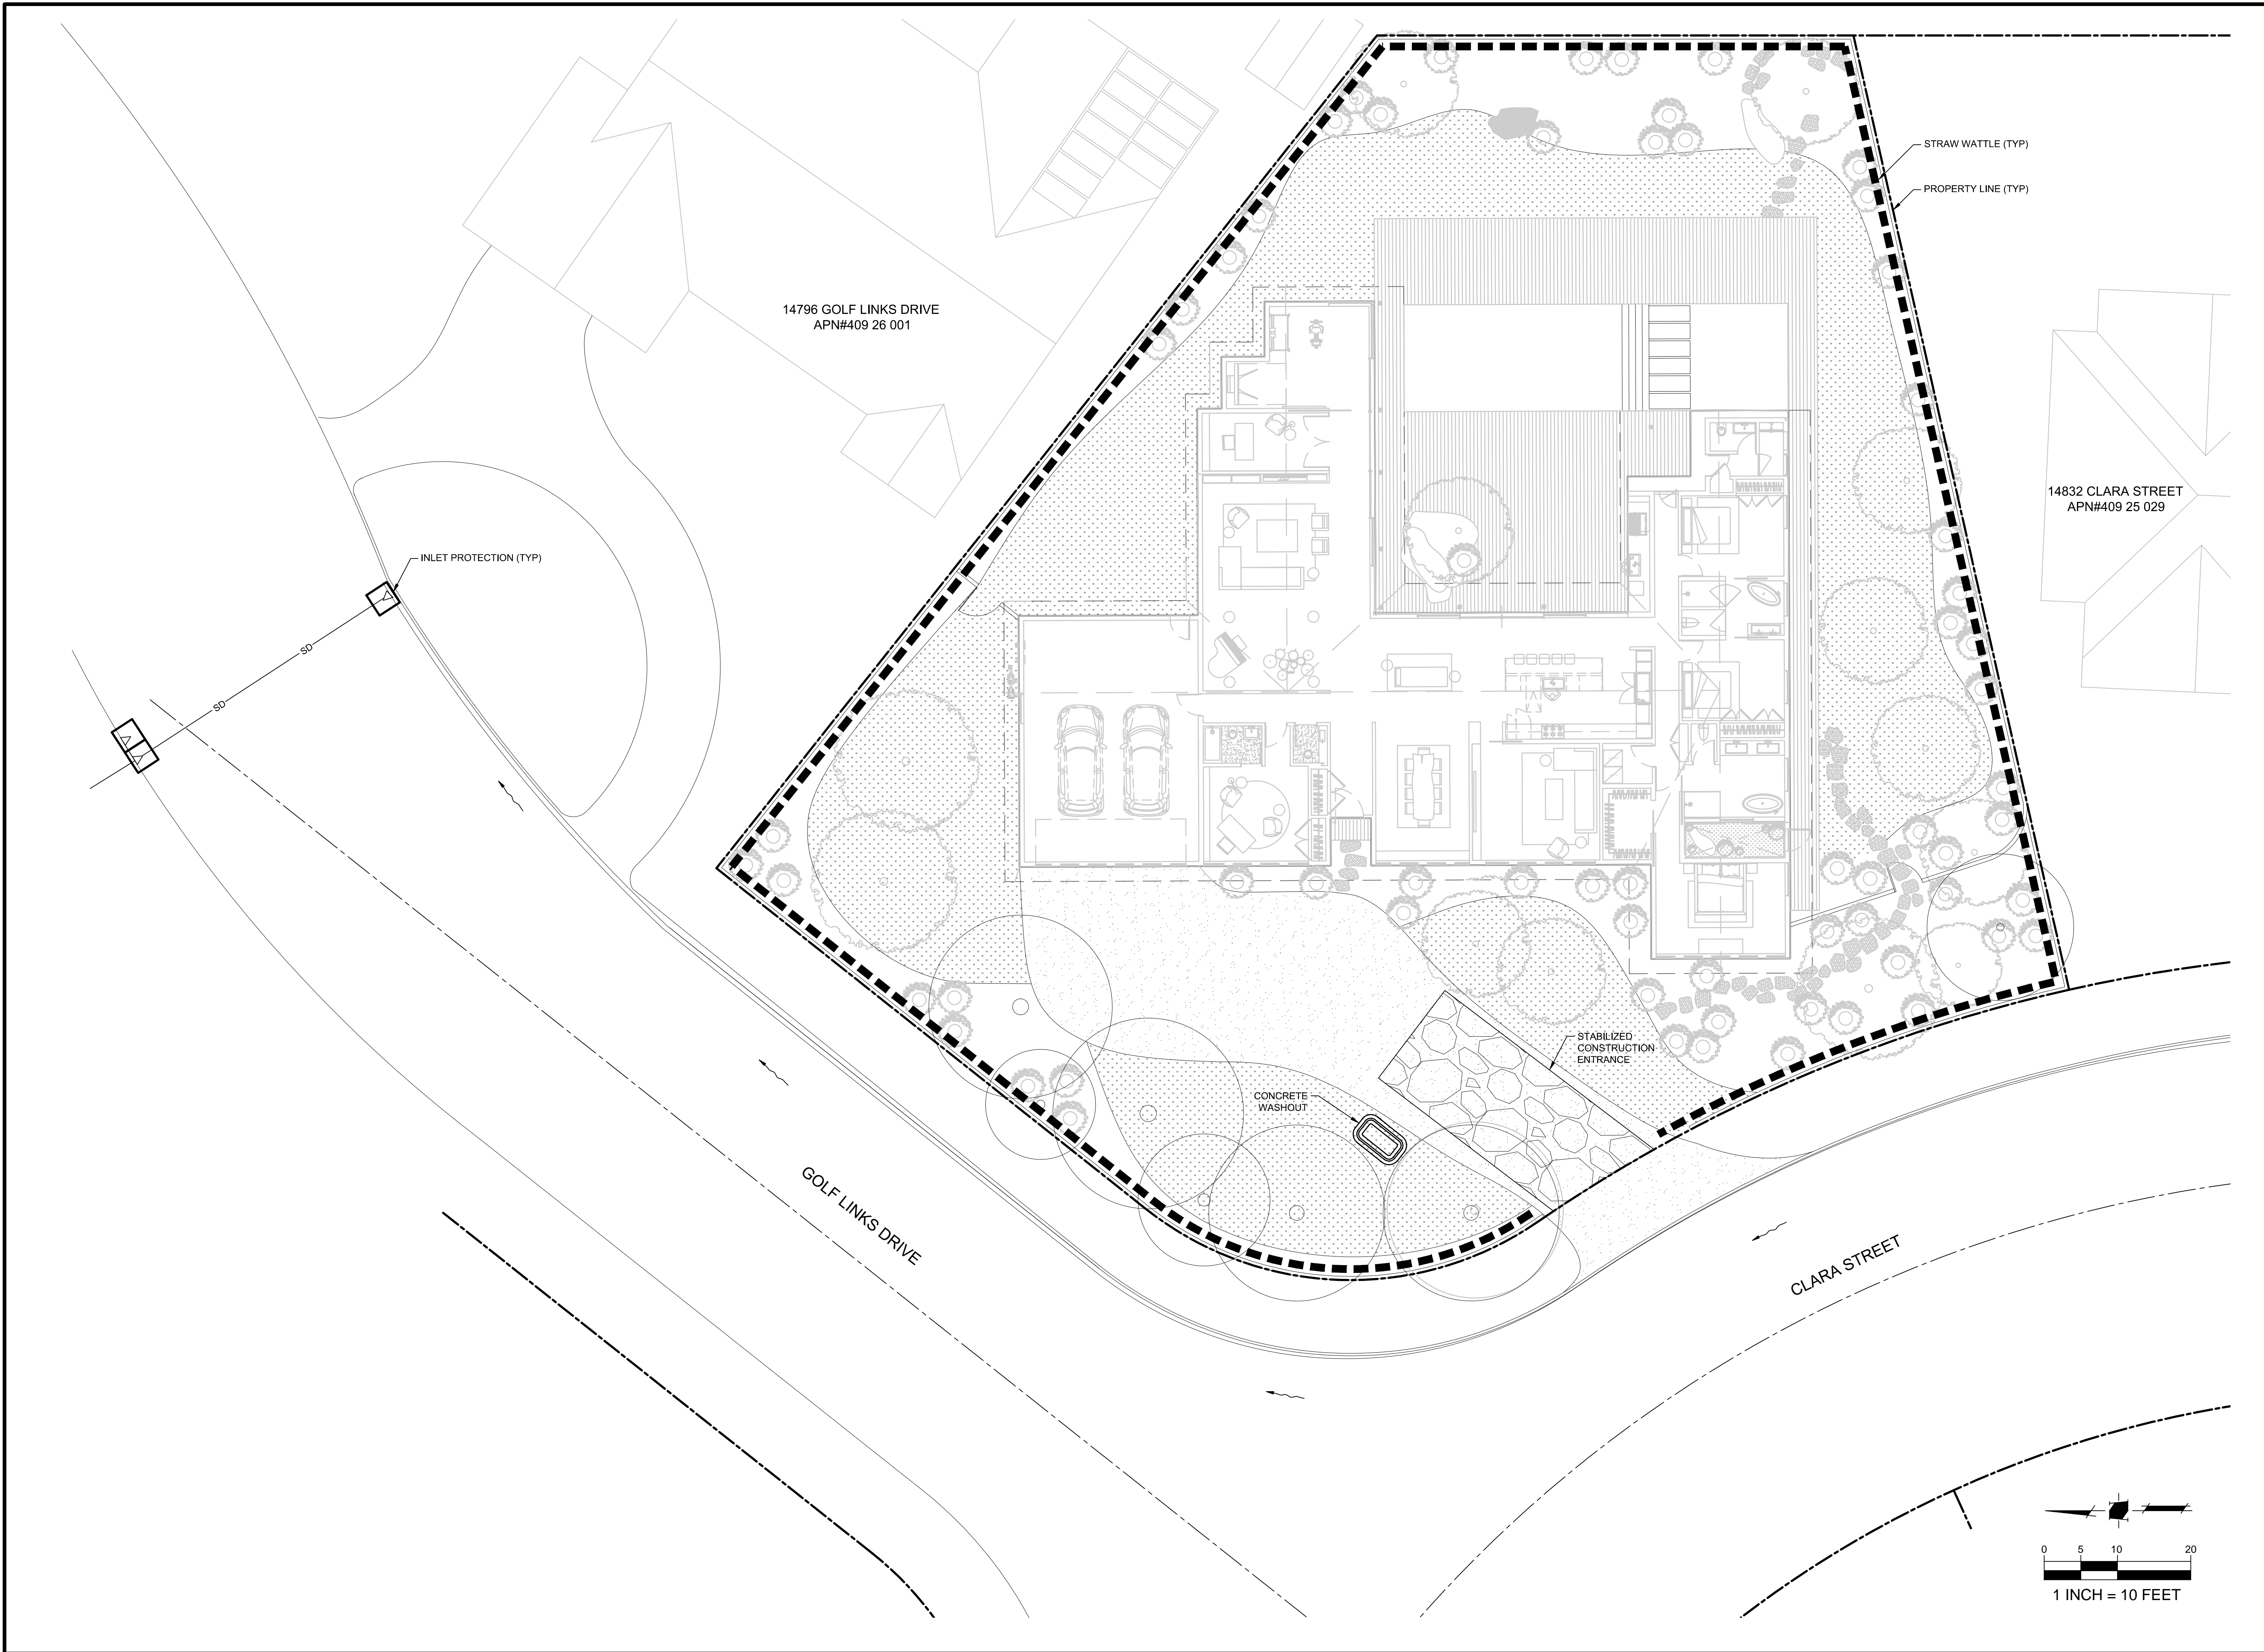 STRAW WATTLE (TYP)
PROPERTY LINE (TYP)
14796 GOLF LINKS DRIVE
APN#409 26 001
14832 CLARA STREET
APN#409 25 029
INLET PROTECTION (TYP)
SD
SD
STABILIZED
CONSTRUCTION
ENTRANCE
CONCRETE
WASHOUT
GOLF LINKS DRIVE
CLARA STREET
0 5 10 20
1 INCH = 10 FEET